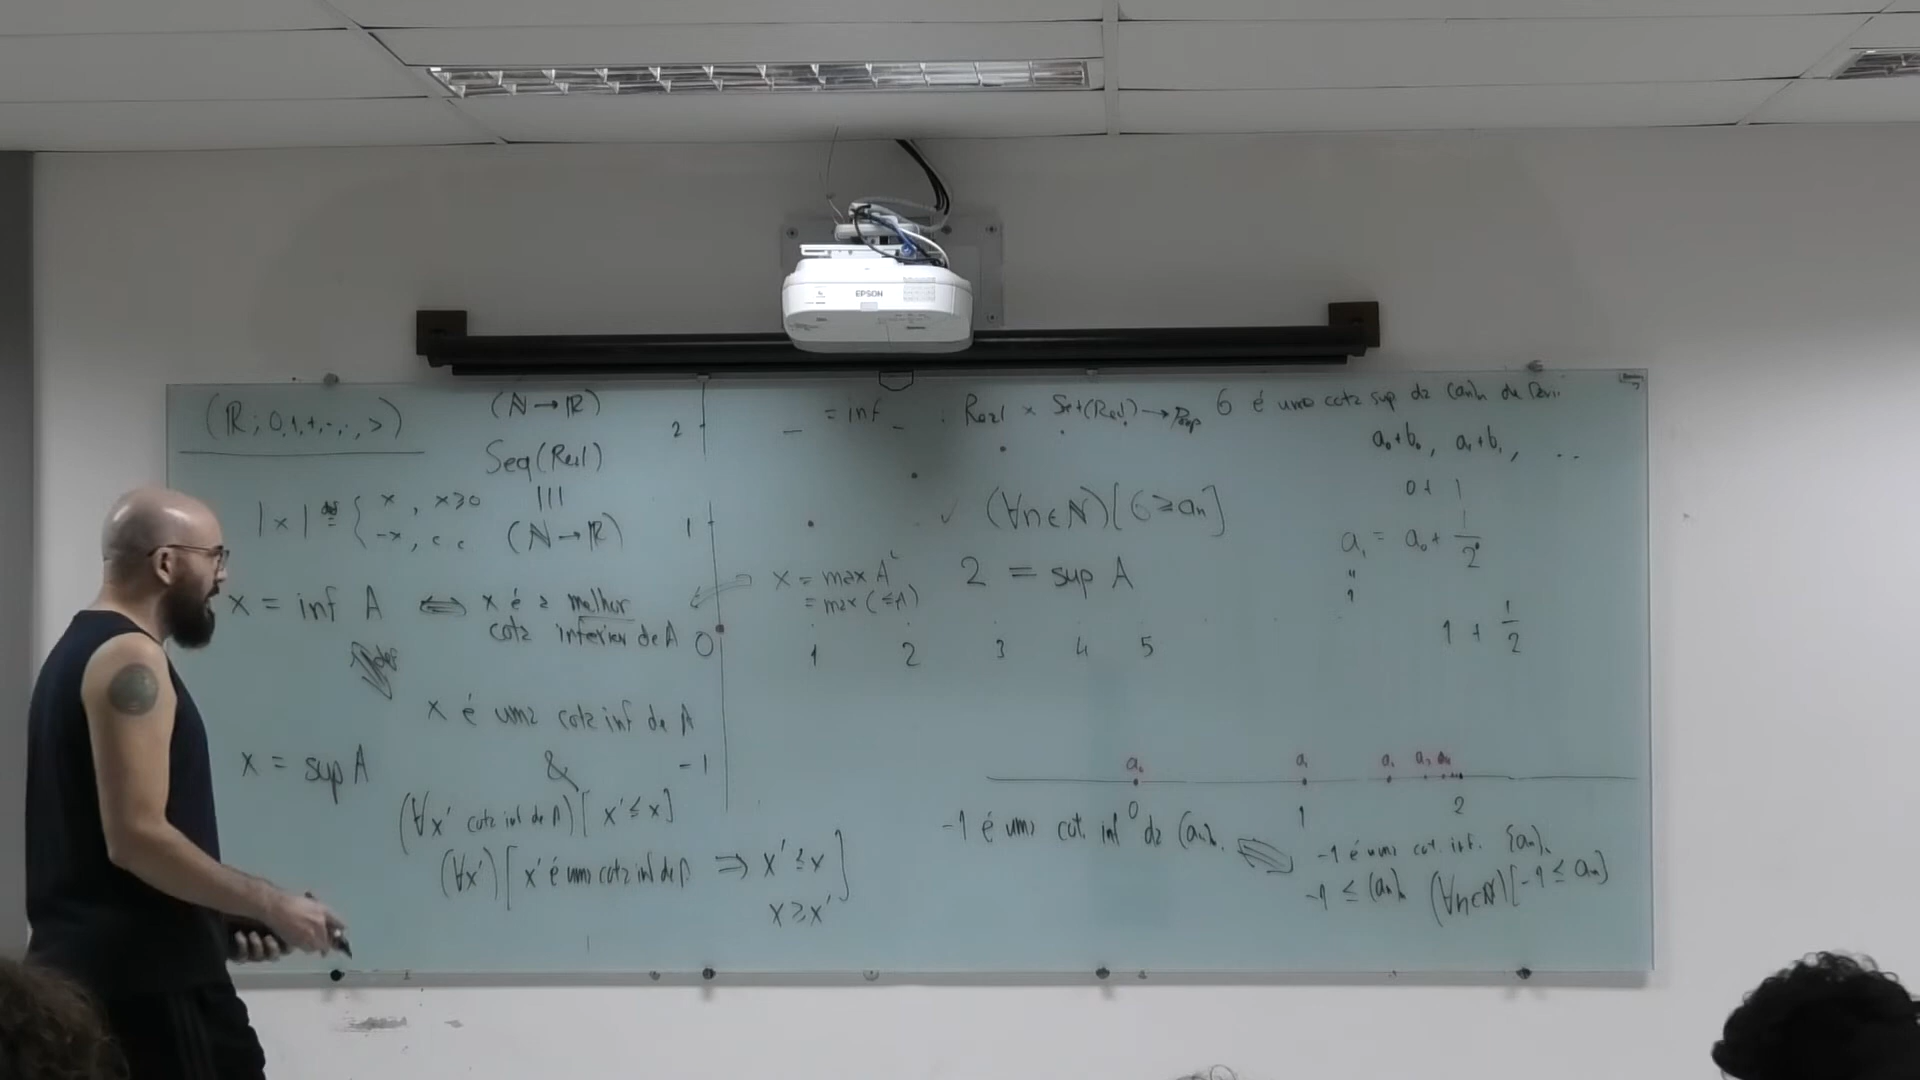 (ℝ; 0, 1, +, -, ·, >)
|x| ≝ { x , x ≥ 0
-x , c.c
(ℕ → ℝ)
Seq(Real)
|||
(ℕ → ℝ)
x = inf A ⟺ x é a melhor
cota inferior de A
x é uma cota inf de A
&
(∀x' cota inf de A)[x' ≤ x]
(∀x')[x' é uma cota inf de A ⟹ x' ≤ x]
x ≥ x'
x = sup A
2
1
0
-1
_ = inf _ : Real × Set(Real) → Prop
(∀n∈ℕ)[6 ≥ aₙ]
x = max A^L
= max (≤A)
2 = sup A
1 2 3 4 5
EPSON
6 é uma cota sup da
a₀+b₀, a₁+b₁, ..
0 + 1
a₁ = a₀ + 1/2⁰
"
1
1 + 1/2
a₀ a₁ a₂ a₃ a₄
0 1 2
-1 é uma cot. inf da (aₙ)ₙ
-1 é uma cot. inf. {aₙ}ₙ
-1 ≤ (aₙ)ₙ (∀n∈ℕ)[-1 ≤ aₙ]